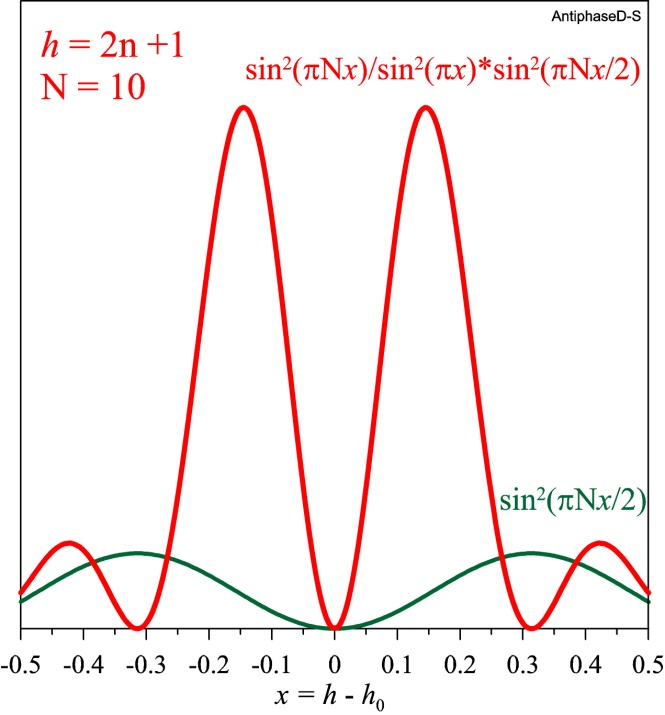 AntiphaseD-S
h = 2n +1
N = 10
sin²(πNx)/sin²(πx)*sin²(πNx/2)
sin²(πNx/2)
-0.5 -0.4 -0.3 -0.2 -0.1 0 0.1 0.2 0.3 0.4 0.5
x = h - h₀